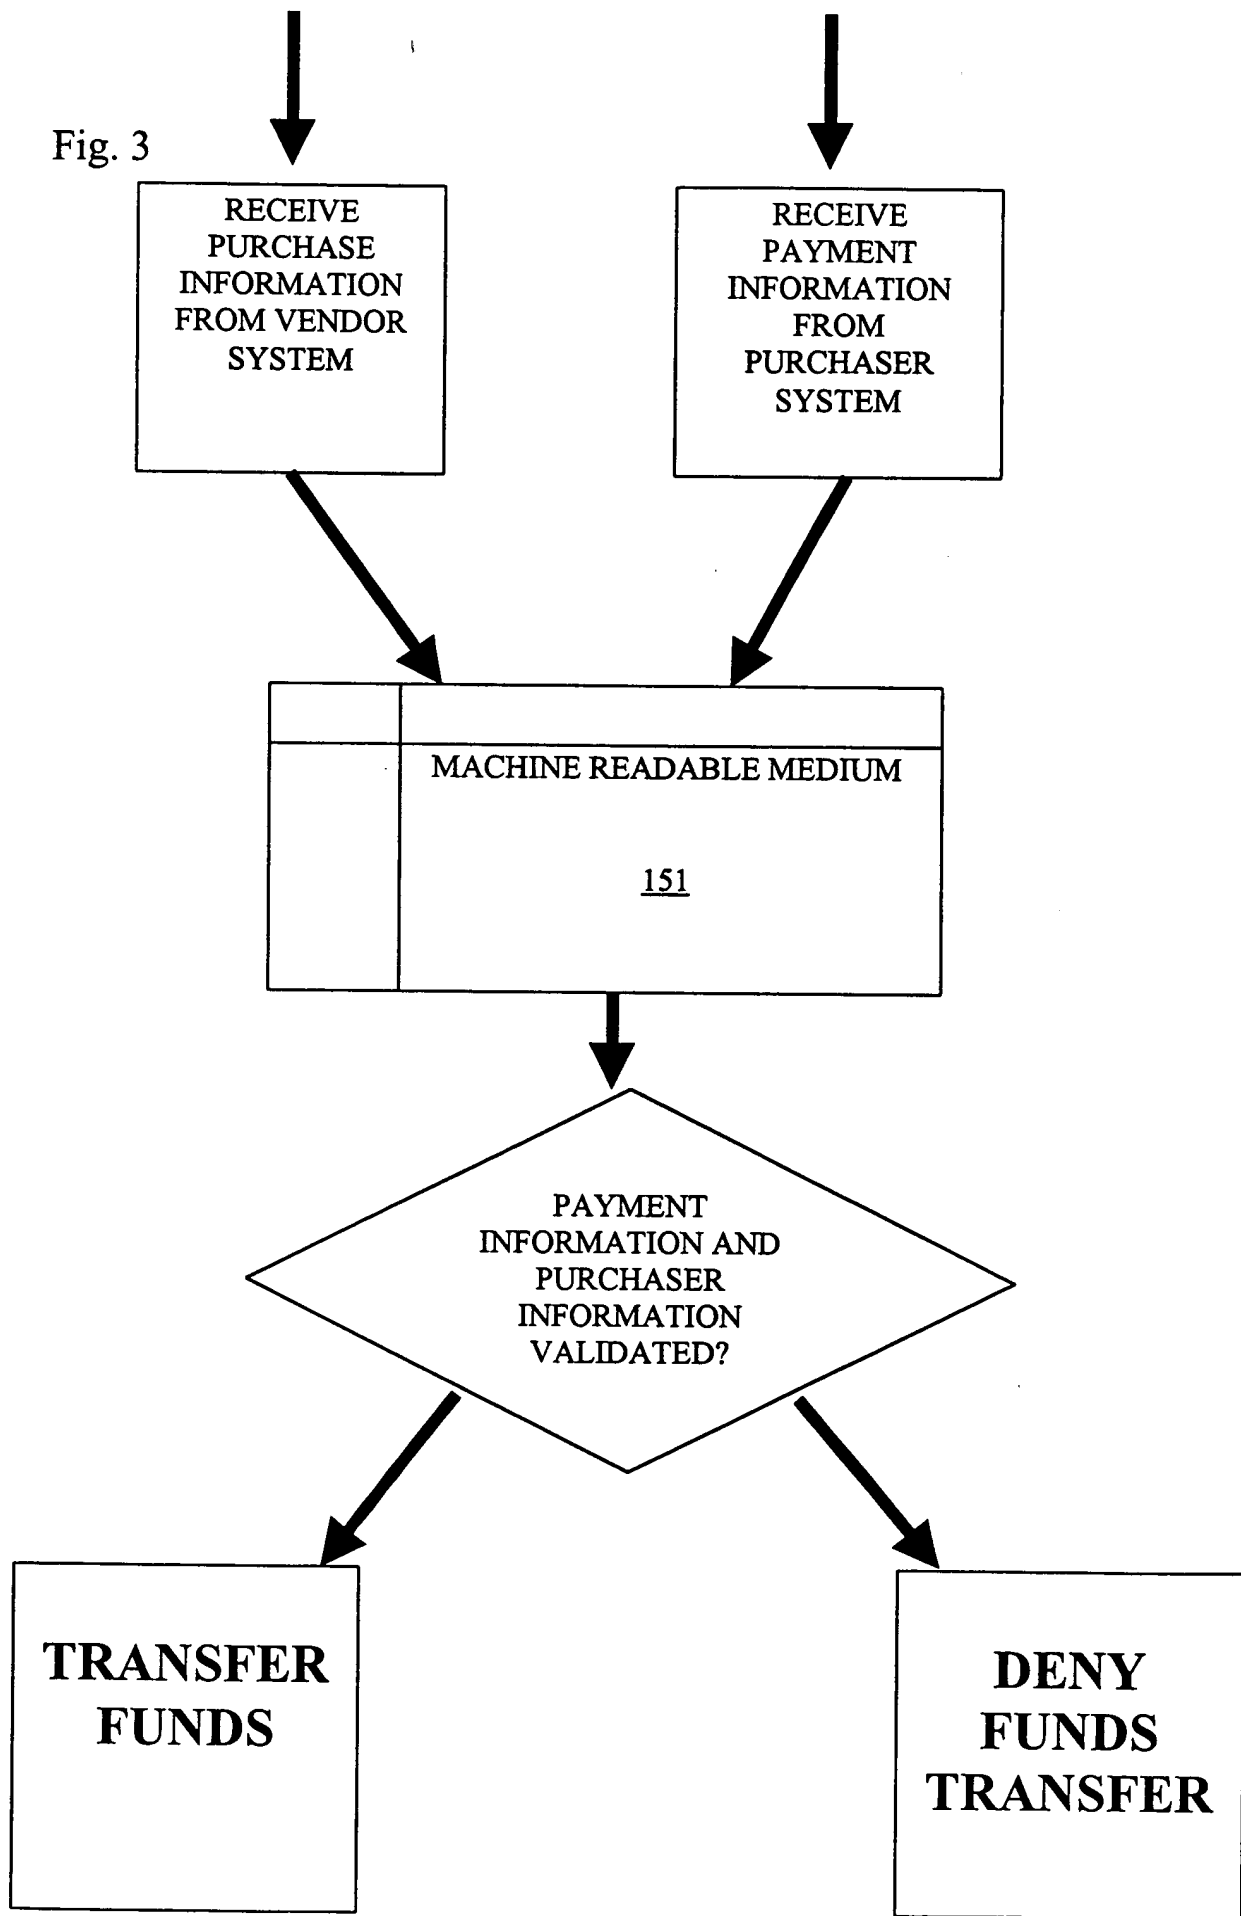 Fig. 3
RECEIVE
PURCHASE
INFORMATION
FROM VENDOR
SYSTEM
RECEIVE
PAYMENT
INFORMATION
FROM
PURCHASER
SYSTEM
MACHINE READABLE MEDIUM
151
PAYMENT
INFORMATION AND
PURCHASER
INFORMATION
VALIDATED?
TRANSFER
FUNDS
DENY
FUNDS
TRANSFER